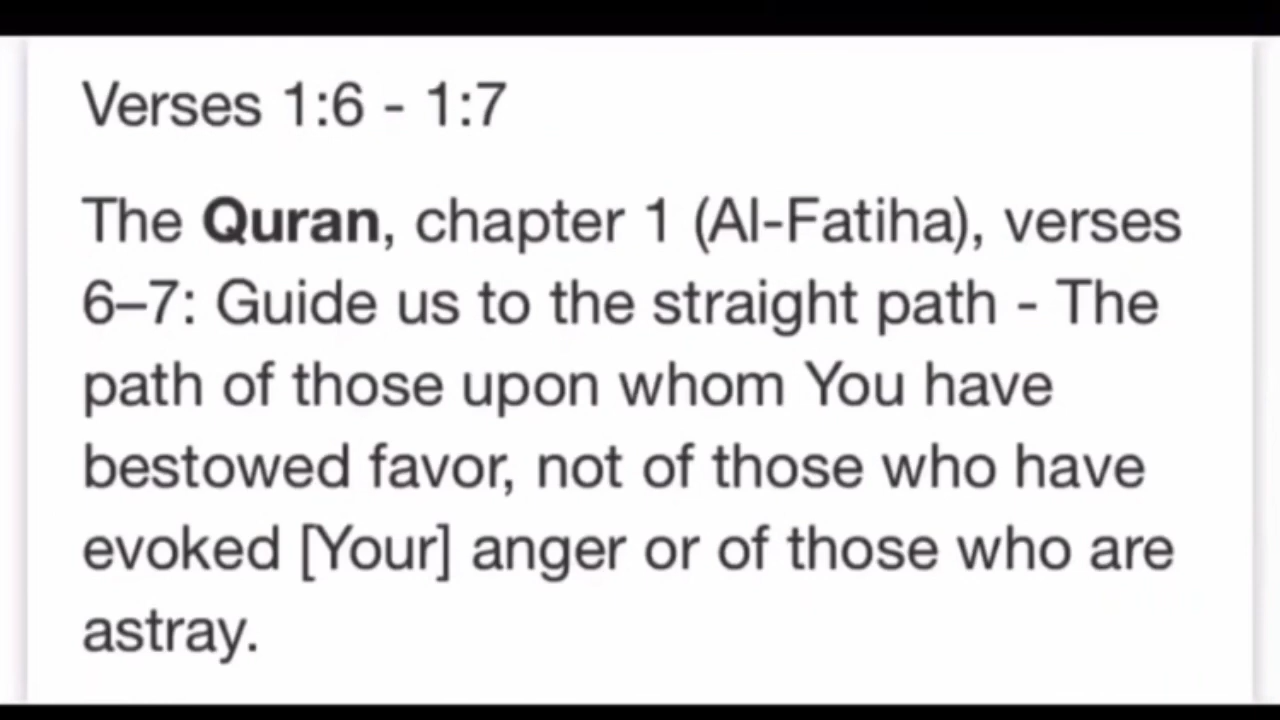 Verses 1:6 - 1:7
The Quran, chapter 1 (Al-Fatiha), verses
6–7: Guide us to the straight path - The
path of those upon whom You have
bestowed favor, not of those who have
evoked [Your] anger or of those who are
astray.